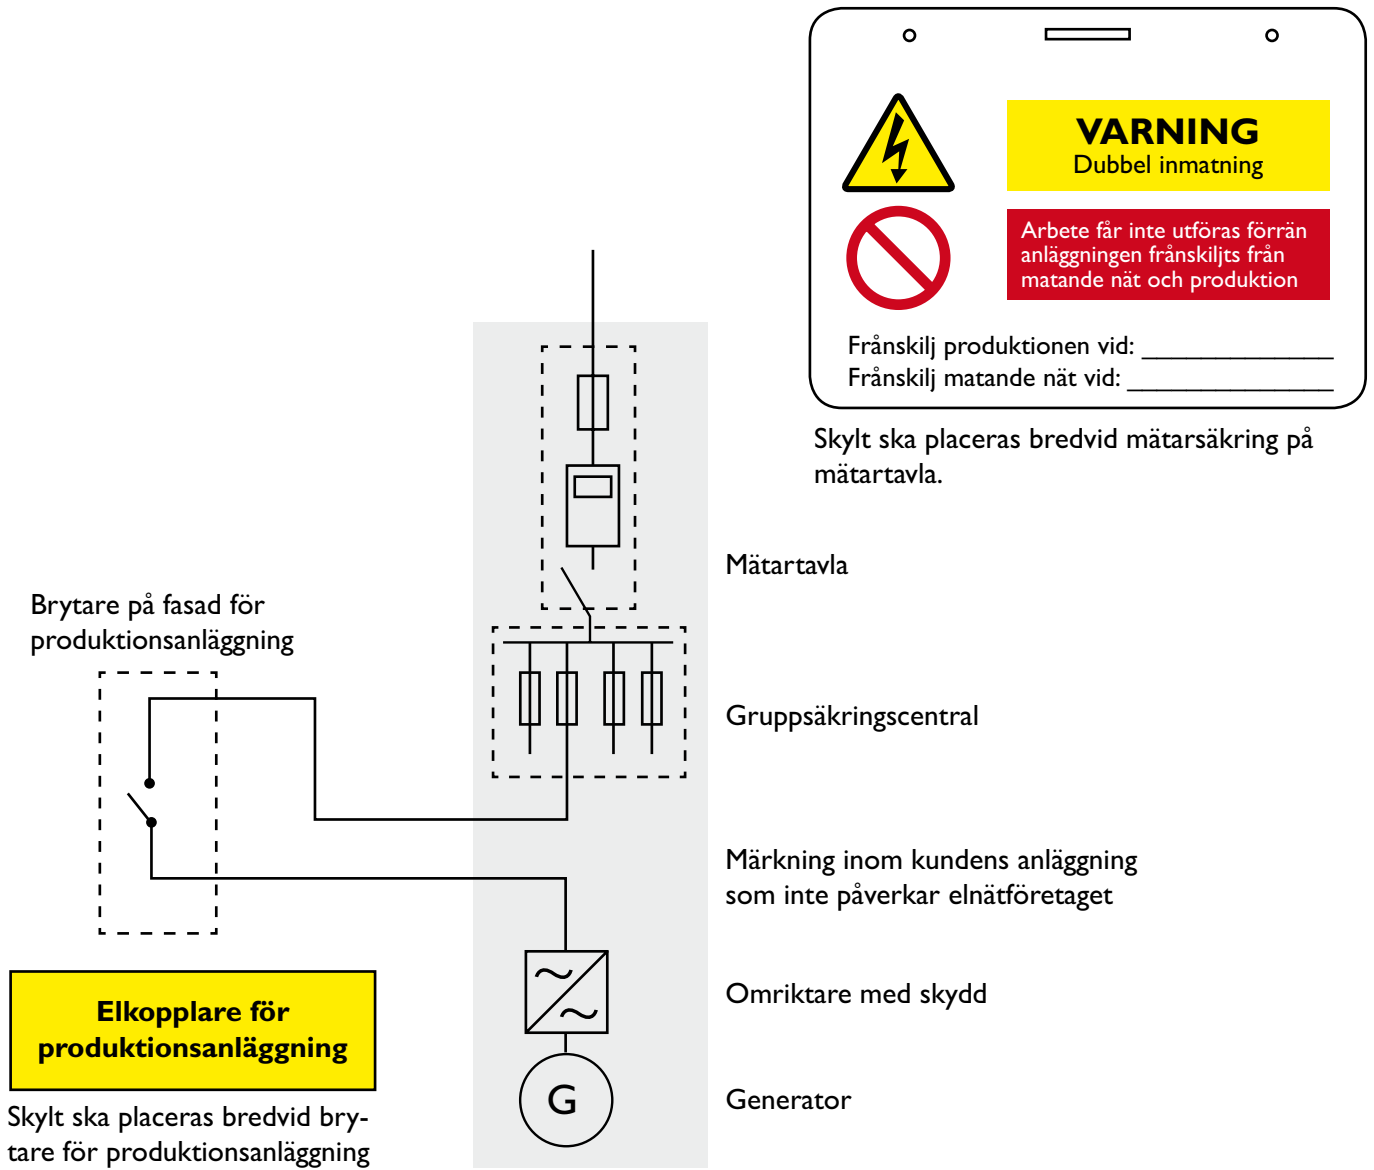 VARNING
Dubbel inmatning
Arbete får inte utföras förrän
anläggningen frånskiljts från
matande nät och produktion
Frånskilj produktionen vid: _____________
Frånskilj matande nät vid: ______________
Skylt ska placeras bredvid mätarsäkring på
mätartavla.
Mätartavla
Brytare på fasad för
produktionsanläggning
Gruppsäkringscentral
Märkning inom kundens anläggning
som inte påverkar elnätföretaget
Omriktare med skydd
Elkopplare för
produktionsanläggning
G
Generator
Skylt ska placeras bredvid bry-
tare för produktionsanläggning